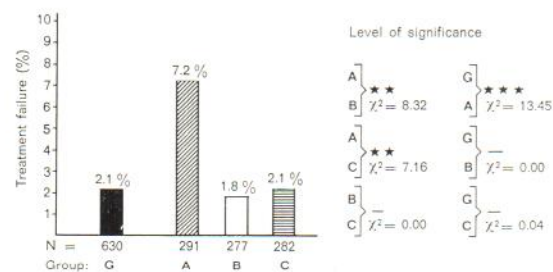 Treatment failure (%)
10
9
8
7
6
5
4
3
2
1
2.1 %
7.2 %
1.8 %
2.1 %
N = 630 291 277 282
Group: G A B C
Level of significance
A
B
★★
χ²= 8.32
G
A
★★★
χ²= 13.45
A
C
★★
χ²= 7.16
G
B
—
χ²= 0.00
B
C
—
χ²= 0.00
G
C
—
χ²= 0.04